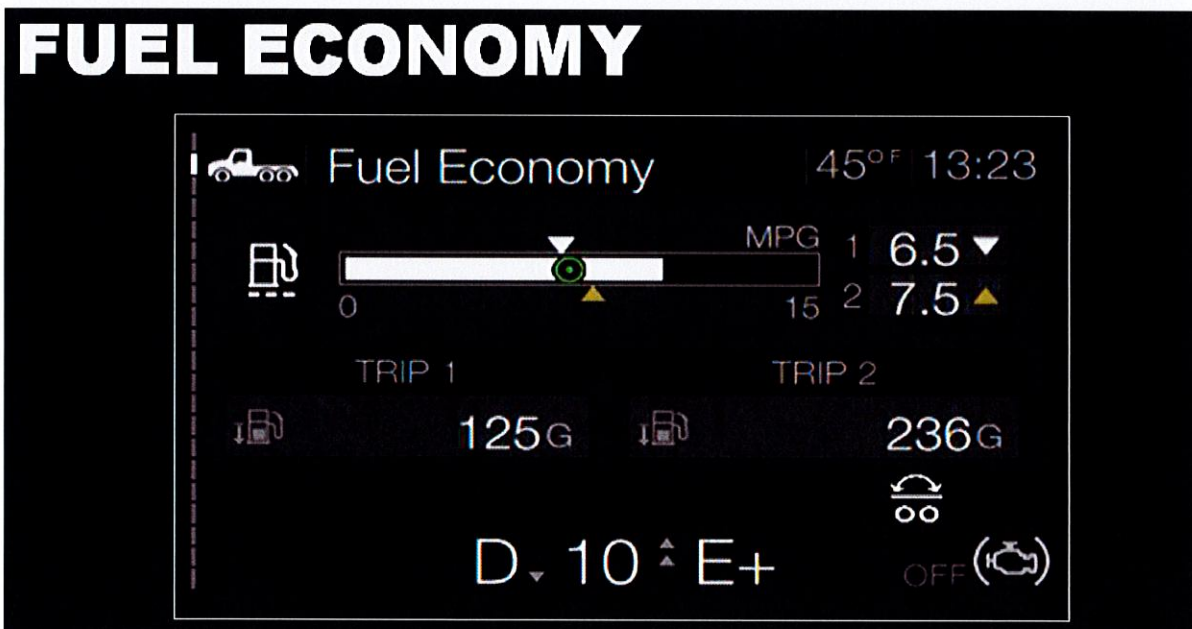 FUEL ECONOMY
Fuel Economy 45°F 13:23
MPG 1 6.5
0 15 2 7.5
TRIP 1 TRIP 2
125G 236G
D 10 E+ OFF